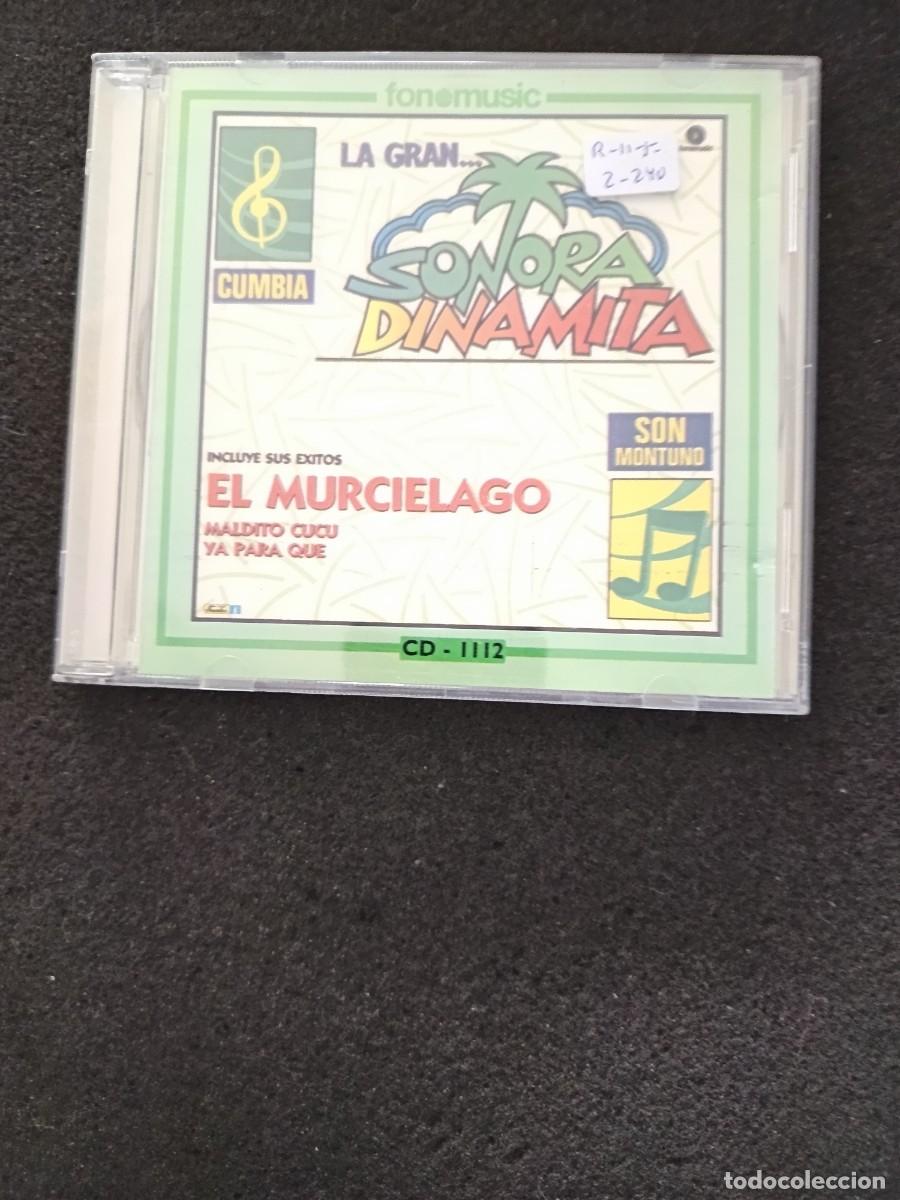 fonomusic
LA GRAN...
R-11-5-
2-240
SONORA
DINAMITA
CUMBIA
SON
MONTUNO
INCLUYE SUS EXITOS
EL MURCIELAGO
MALDITO CUCU
YA PARA QUE
CD - 1112
todocoleccion